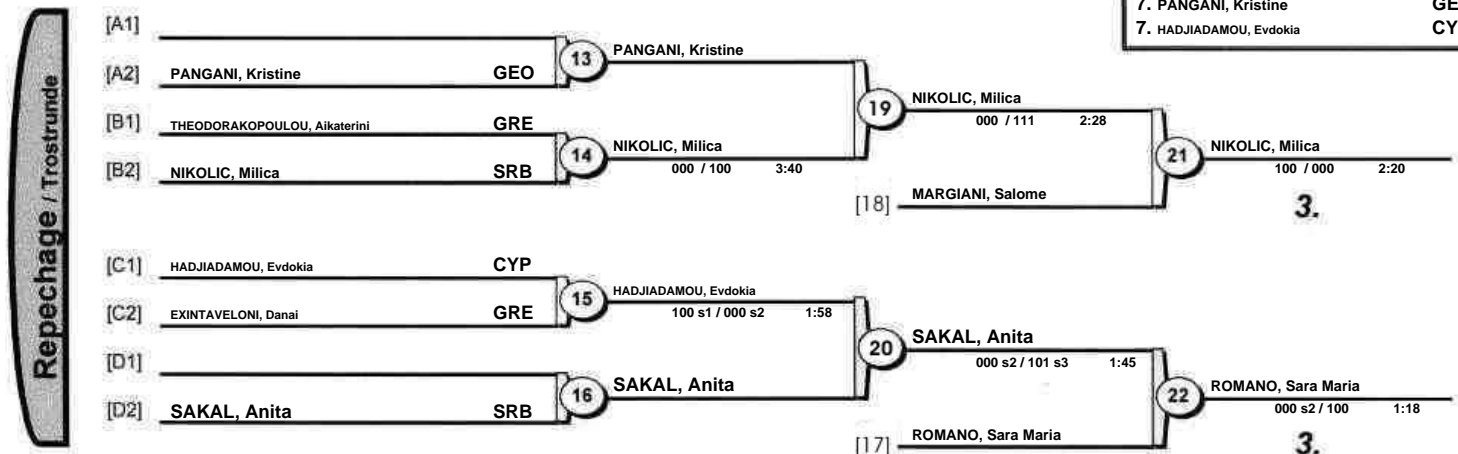 7. PANGANI, Kristine GE
7. HADJIADAMOU, Evdokia CY
Repechage / Trostrunde
[A1]
[A2] PANGANI, Kristine GEO
13 PANGANI, Kristine
[B1] THEODORAKOPOULOU, Aikaterini GRE
[B2] NIKOLIC, Milica SRB
14 NIKOLIC, Milica
000 / 100 3:40
19 NIKOLIC, Milica
000 / 111 2:28
[18] MARGIANI, Salome
21 NIKOLIC, Milica
100 / 000 2:20
3.
[C1] HADJIADAMOU, Evdokia CYP
[C2] EXINTAVELONI, Danai GRE
15 HADJIADAMOU, Evdokia
100 s1 / 000 s2 1:58
[D1]
[D2] SAKAL, Anita SRB
16 SAKAL, Anita
20 SAKAL, Anita
000 s2 / 101 s3 1:45
[17] ROMANO, Sara Maria
22 ROMANO, Sara Maria
000 s2 / 100 1:18
3.